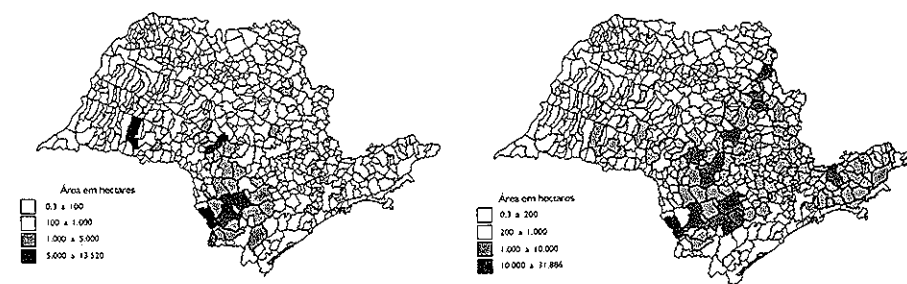 Área em hectares
0.3 a 100
100 a 1.000
1.000 a 5.000
5.000 a 13.520
Área em hectares
0.3 a 200
200 a 1.000
1.000 a 10.000
10.000 a 31.886